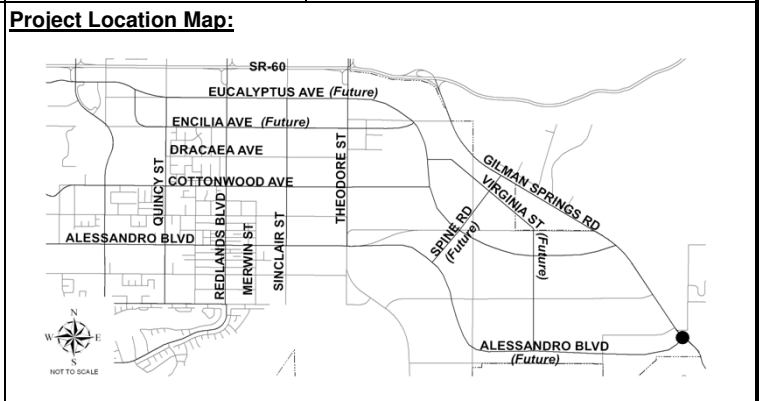 Project Location Map:
SR-60
EUCALYPTUS AVE (Future)
ENCILIA AVE (Future)
DRACAEA AVE
COTTONWOOD AVE
QUINCY ST
REDLANDS BLVD
MERWIN ST
SINCLAIR ST
THEODORE ST
ALESSANDRO BLVD
GILMAN SPRINGS RD
VIRGINIA ST
(Future)
SPINE RD
(Future)
ALESSANDRO BLVD
(Future)
N
W E
S
NOT TO SCALE